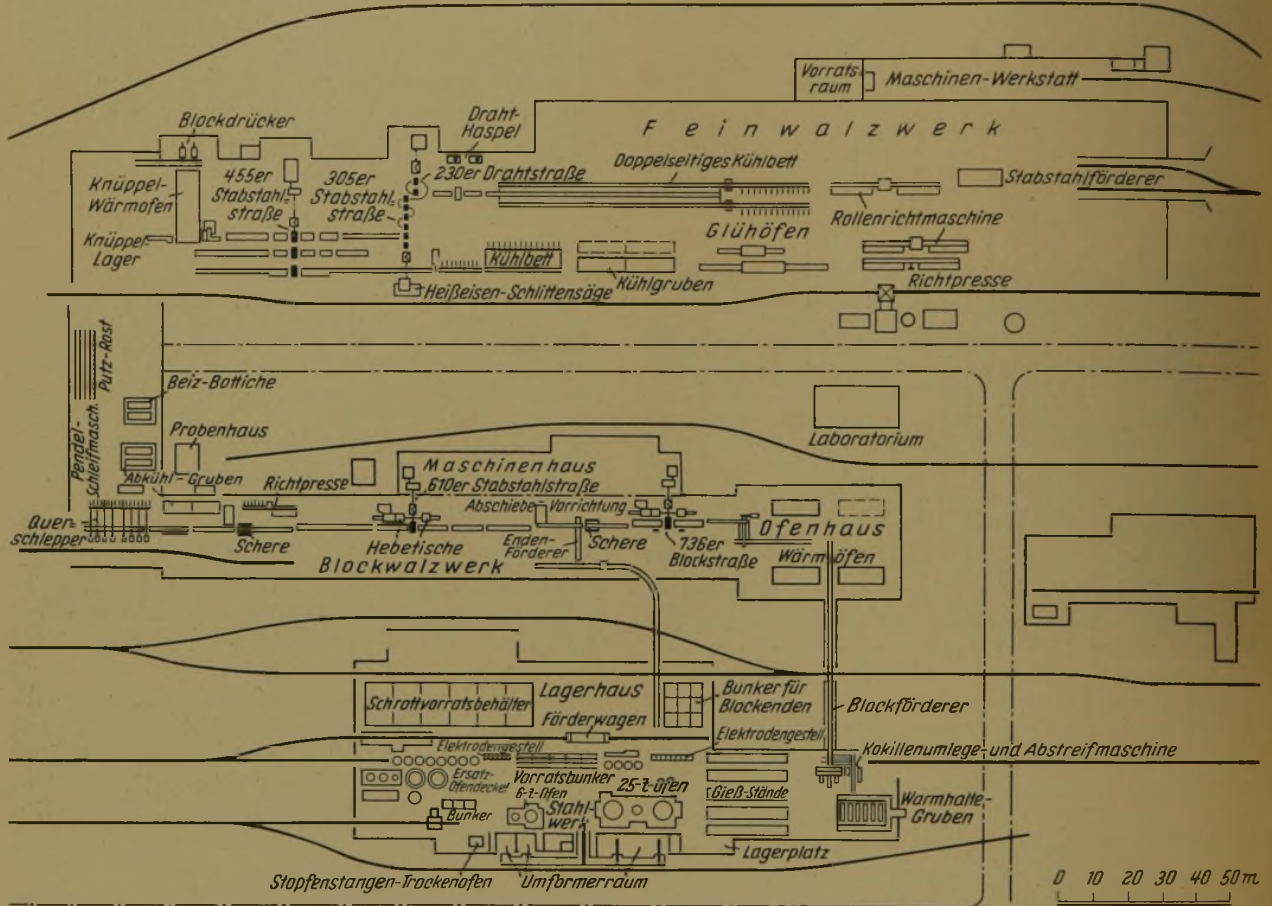 Vorrats-
raum
Maschinen-Werkstatt
Blockdrücker
Draht-
Haspel
Feinwalzwerk
Knüppel-
Wärmofen
455er
Stabstahl-
straße
305er
Stabstahl-
straße
230er Drahtstraße
Doppelseitiges Kühlbett
Stabstahlförderer
Rollenrichtmaschine
Knüppel-
Lager
Glühöfen
Kühlbett
Kühlgruben
Heißeisen-Schlittensäge
Richtpresse
Putz-Rost
Beiz-Bottiche
Pendel-
Schleifmasch.
Probenhaus
Laboratorium
Maschinenhaus
Abkühl-Gruben
Richtpresse
610er Stabstahlstraße
Abschiebe-Vorrichtung
Quer-
schlepper
Schere
Hebetische
Enden-
Förderer
Schere
736er
Blockstraße
Ofenhaus
Wärmöfen
Blockwalzwerk
Schrottvorratsbehälter
Lagerhaus
Förderwagen
Bunker für
Blockenden
Blockförderer
Elektrodengestell
Elektrodengestell
Kokillenumlege- und Abstreifmaschine
Ersatz-
Ofendeckel
Vorratsbunker
6-t-Öfen
25-t-Öfen
Gieß-Stände
Bunker
Stahl-
werk
Warmhalte-
Gruben
Lagerplatz
Stopfenstangen-Trockenofen
Umformerraum
0 10 20 30 40 50 m